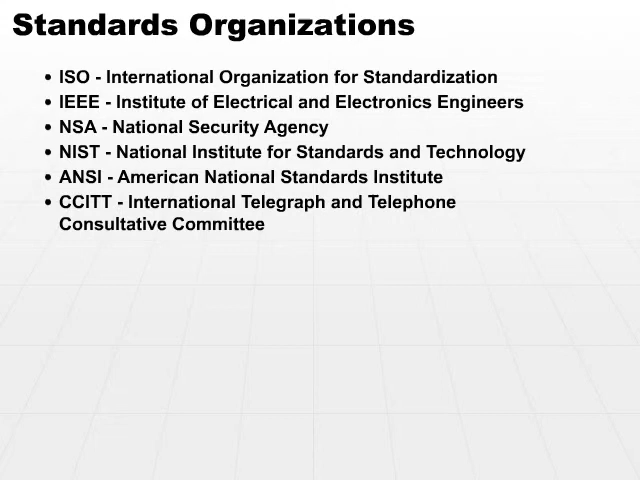 Standards Organizations
• ISO - International Organization for Standardization
• IEEE - Institute of Electrical and Electronics Engineers
• NSA - National Security Agency
• NIST - National Institute for Standards and Technology
• ANSI - American National Standards Institute
• CCITT - International Telegraph and Telephone
Consultative Committee